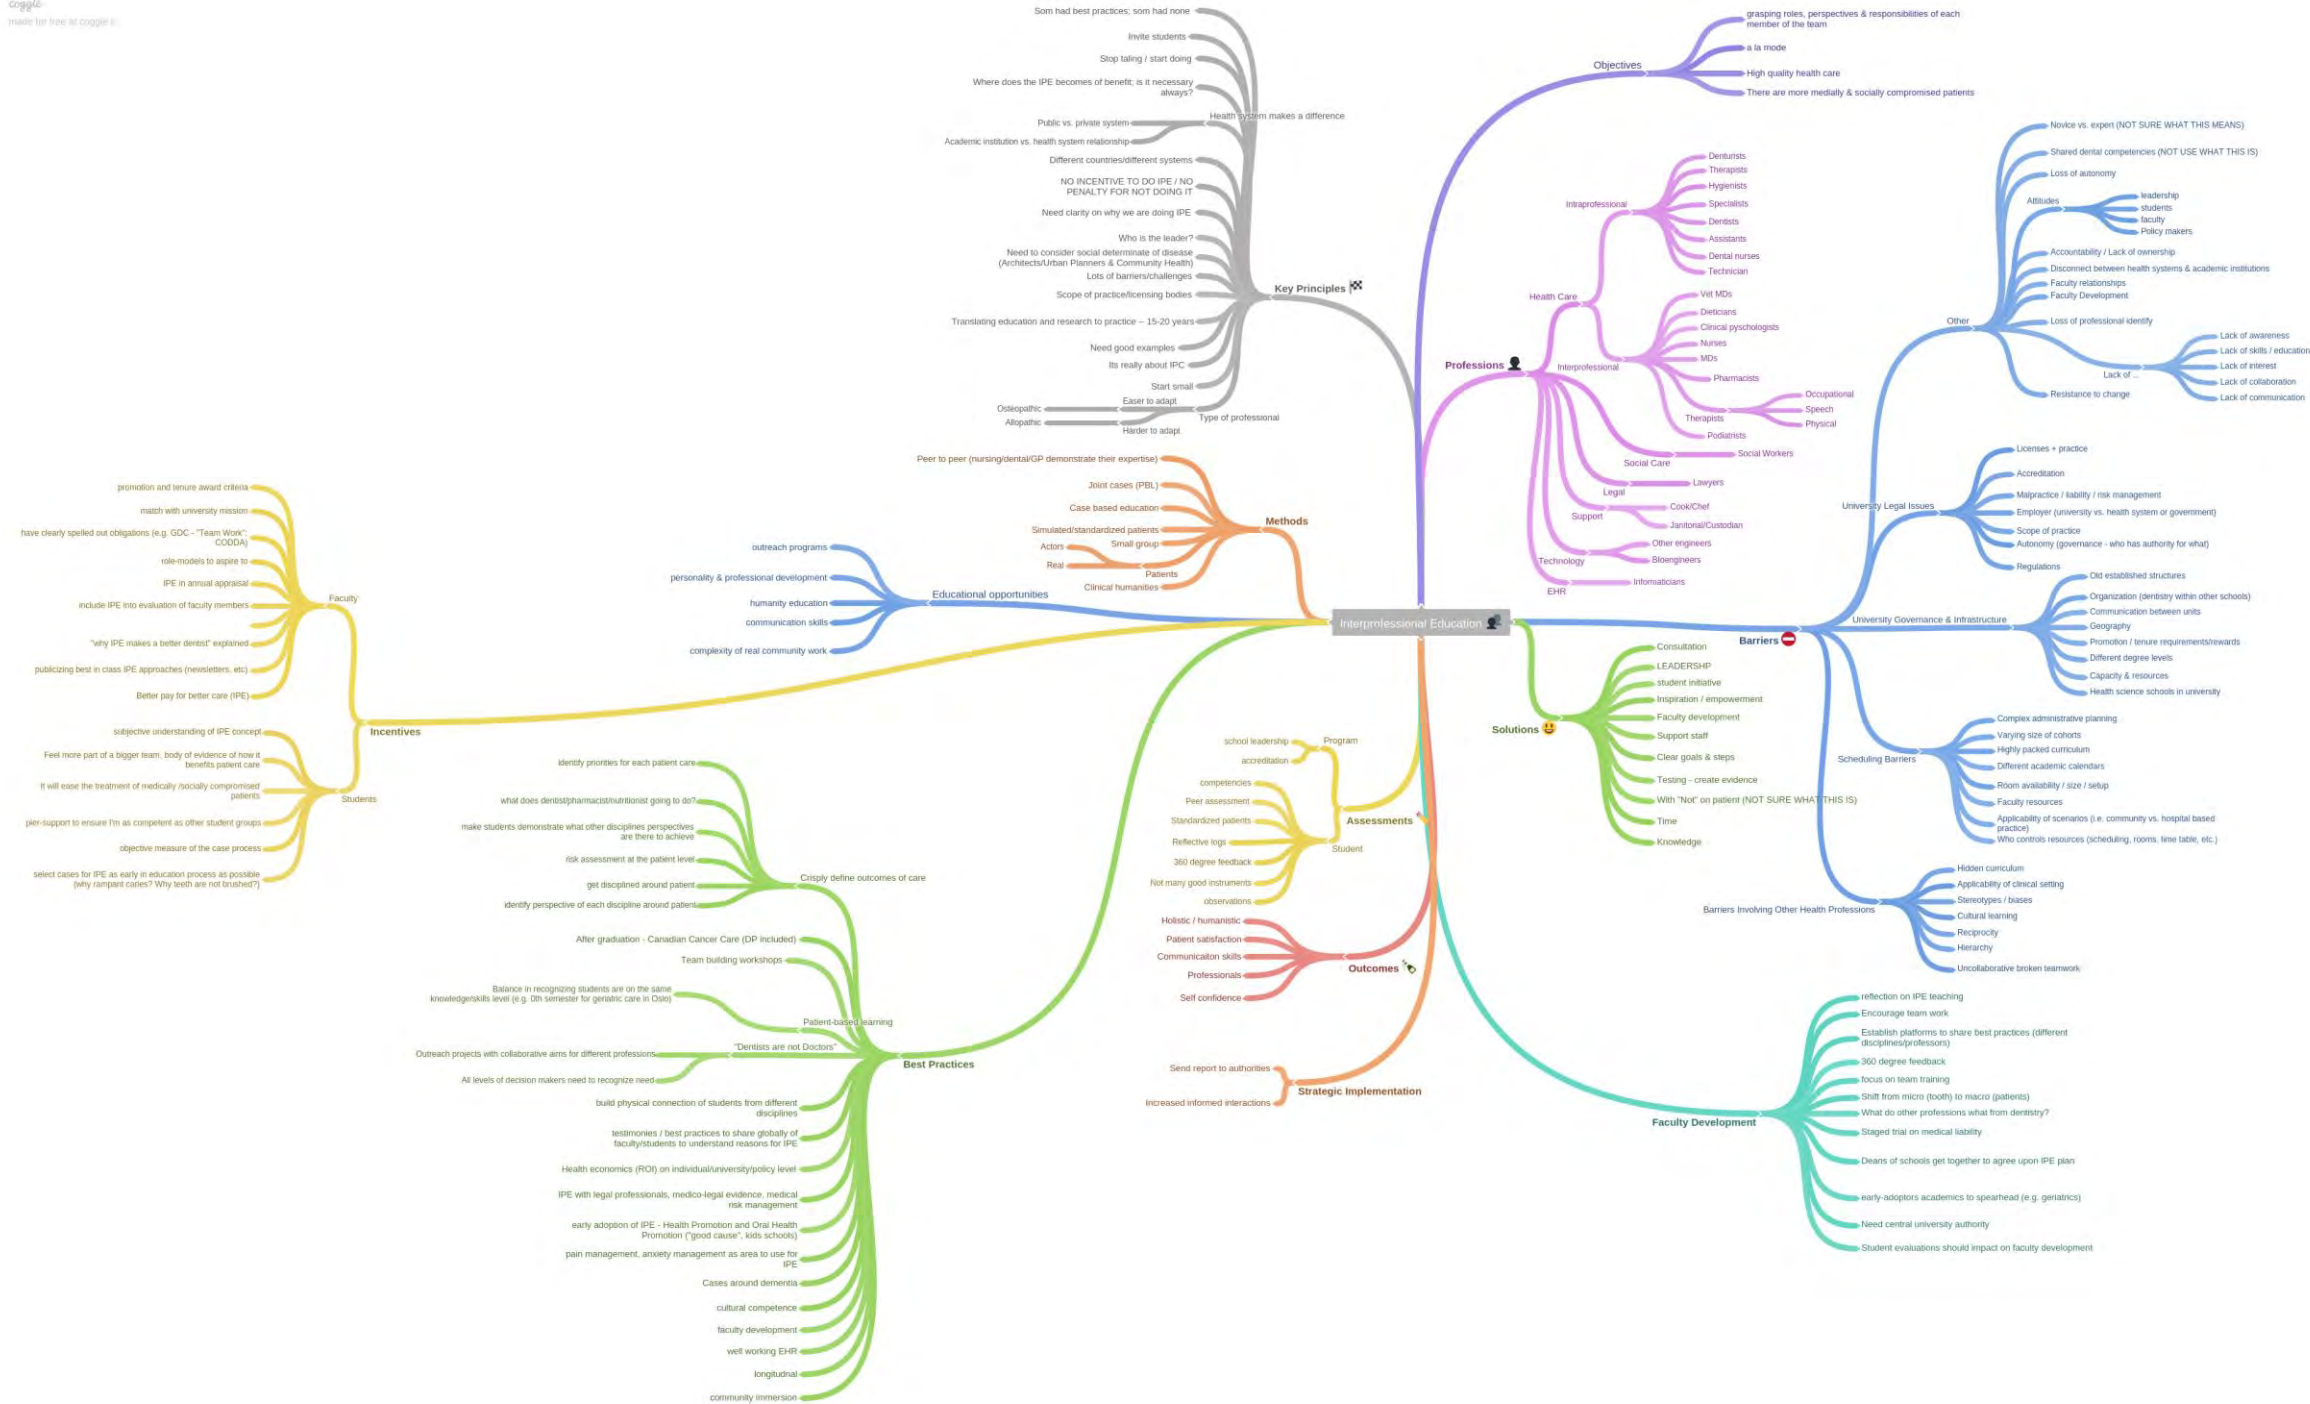 coggle
made for free at coggle.it
Interprofessional Education
Key Principles
Som had best practices; som had none
Invite students
Stop taling / start doing
Where does the IPE becomes of benefit; is it necessary
always?
Health system makes a difference
Public vs. private system
Academic institution vs. health system relationship
Different countries/different systems
NO INCENTIVE TO DO IPE / NO
PENALTY FOR NOT DOING IT
Need clarity on why we are doing IPE
Who is the leader?
Need to consider social determinate of disease
(Architects/Urban Planners & Community Health)
Lots of barriers/challenges
Scope of practice/licensing bodies
Translating education and research to practice -- 15-20 years
Need good examples
Its really about IPC
Start small
Type of professional
Easer to adapt
Osteopathic
Allopathic
Harder to adapt
Methods
Peer to peer (nursing/dental/GP demonstrate their expertise)
Joint cases (PBL)
Case based education
Simulated/standardized patients
Small group
Patients
Actors
Real
Clinical humanities
Educational opportunities
outreach programs
personality & professional development
humanity education
communication skills
complexity of real community work
Incentives
Faculty
promotion and tenure award criteria
match with university mission
have clearly spelled out obligations (e.g. GDC - "Team Work";
CODDA)
role-models to aspire to
IPE in annual appraisal
include IPE into evaluation of faculty members
"why IPE makes a better dentist" explained
publicizing best in class IPE approaches (newsletters, etc)
Better pay for better care (IPE)
Students
subjective understanding of IPE concept
Feel more part of a bigger team, body of evidence of how it
benefits patient care
It will ease the treatment of medically /socially compromised
patients
pier-support to ensure I'm as competent as other student groups
objective measure of the case process
select cases for IPE as early in education process as possible
(why rampant caries? Why teeth are not brushed?)
Best Practices
Crisply define outcomes of care
identify priorities for each patient care
what does dentist/pharmacist/nutritionist going to do?
make students demonstrate what other disciplines perspectives
are there to achieve
risk assessment at the patient level
get disciplined around patient
identify perspective of each discipline around patient
After graduation - Canadian Cancer Care (DP included)
Team building workshops
Patient-based learning
Balance in recognizing students are on the same
knowledge/skills level (e.g. 0th semester for geriatric care in Oslo)
"Dentists are not Doctors"
Outreach projects with collaborative aims for different professions
All levels of decision makers need to recognize need
build physical connection of students from different
disciplines
testimonies / best practices to share globally of
faculty/students to understand reasons for IPE
Health economics (ROI) on individual/university/policy level
IPE with legal professionals, medico-legal evidence, medical
risk management
early adoption of IPE - Health Promotion and Oral Health
Promotion ("good cause", kids schools)
pain management, anxiety management as area to use for
IPE
Cases around dementia
cultural competence
faculty development
well working EHR
longitudnal
community immersion
Assessments
Program
school leadership
accreditation
Student
competencies
Peer assessment
Standardized patients
Reflective logs
360 degree feedback
Not many good instruments
observations
Outcomes
Holistic / humanistic
Patient satisfaction
Communicaiton skills
Professionals
Self confidence
Strategic Implementation
Send report to authorities
Increased informed interactions
Objectives
grasping roles, perspectives & responsibilities of each
member of the team
a la mode
High quality health care
There are more medially & socially compromised patients
Professions
Health Care
Intraprofessional
Denturists
Therapists
Hygienists
Specialists
Dentists
Assistants
Dental nurses
Technician
Interprofessional
Vet MDs
Dieticians
Clinical pyschologists
Nurses
MDs
Pharmacists
Therapists
Occupational
Speech
Physical
Podiatrists
Social Care
Social Workers
Legal
Lawyers
Support
Cook/Chef
Janitorial/Custodian
Technology
Other engineers
Bioengineers
EHR
Informaticians
Barriers
Other
Novice vs. expert (NOT SURE WHAT THIS MEANS)
Shared dental competencies (NOT USE WHAT THIS IS)
Loss of autonomy
Attitudes
leadership
students
faculty
Policy makers
Accountability / Lack of ownership
Disconnect between health systems & academic institutions
Faculty relationships
Faculty Development
Loss of professional identify
Lack of ...
Lack of awareness
Lack of skills / education
Lack of interest
Lack of collaboration
Lack of communication
Resistance to change
University Legal Issues
Licenses + practice
Accreditation
Malpractice / liability / risk management
Employer (university vs. health system or government)
Scope of practice
Autonomy (governance - who has authority for what)
Regulations
University Governance & Infrastructure
Old established structures
Organization (dentistry within other schools)
Communication between units
Geography
Promotion / tenure requirements/rewards
Different degree levels
Capacity & resources
Health science schools in university
Scheduling Barriers
Complex administrative planning
Varying size of cohorts
Highly packed curriculum
Different academic calendars
Room availability / size / setup
Faculty resources
Applicability of scenarios (i.e. community vs. hospital based
practice)
Who controls resources (scheduling, rooms, time table, etc.)
Barriers Involving Other Health Professions
Hidden curriculum
Applicability of clinical setting
Stereotypes / biases
Cultural learning
Reciprocity
Hierarchy
Uncollaborative broken teamwork
Solutions
Consultation
LEADERSHP
student initiative
Inspiration / empowerment
Faculty development
Support staff
Clear goals & steps
Testing - create evidence
With "Not" on patient (NOT SURE WHAT THIS IS)
Time
Knowledge
Faculty Development
reflection on IPE teaching
Encourage team work
Establish platforms to share best practices (different
disciplines/professors)
360 degree feedback
focus on team training
Shift from micro (tooth) to macro (patients)
What do other professions what from dentistry?
Staged trial on medical liability
Deans of schools get together to agree upon IPE plan
early-adoptors academics to spearhead (e.g. geriatrics)
Need central university authority
Student evaluations should impact on faculty development